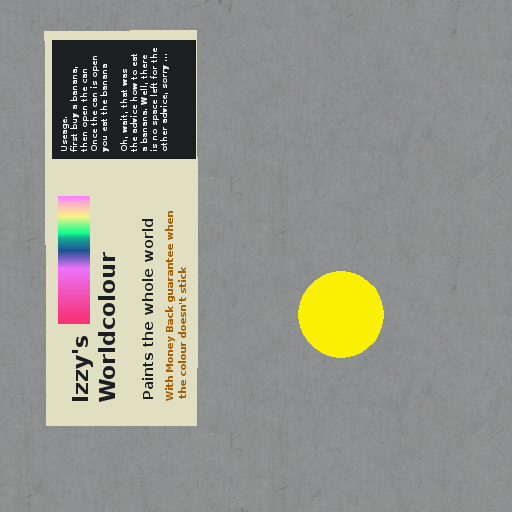 Izzy's
Worldcolour
Paints the whole world
With Money Back guarantee when
the colour doesn't stick
Useage.
first buy a banana,
then open the can
Once the can is open
you eat the banana
Oh, wait, that was
the advice how to eat
a banana. Well, there
is no space left for the
other advice, sorry ...